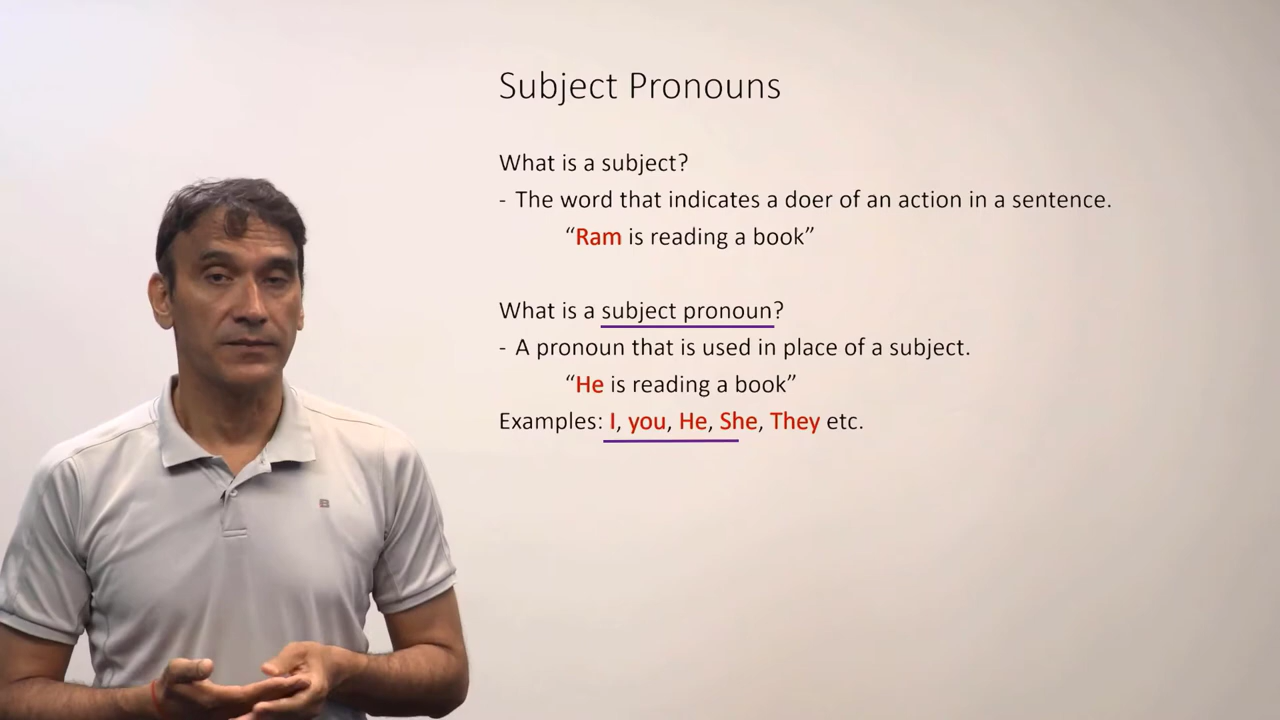 Subject Pronouns
What is a subject?
- The word that indicates a doer of an action in a sentence.
“Ram is reading a book”
What is a subject pronoun?
- A pronoun that is used in place of a subject.
“He is reading a book”
Examples: I, you, He, She, They etc.